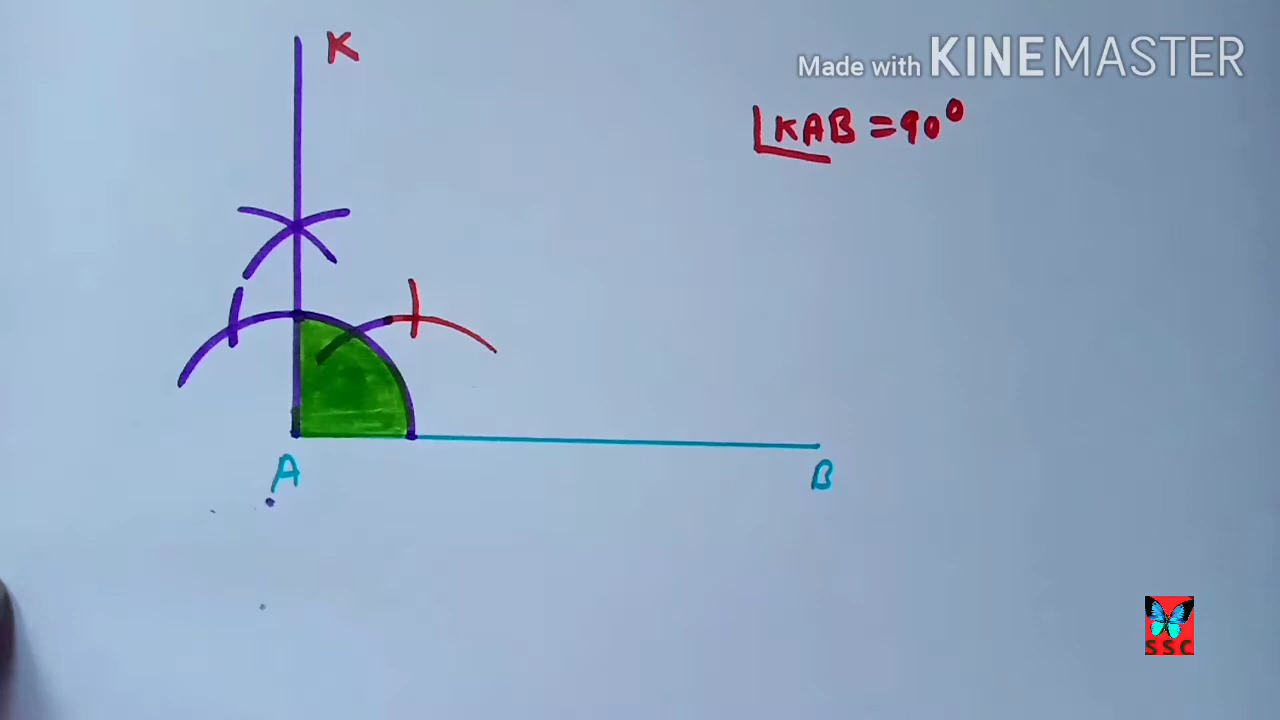 K
Made with KINEMASTER
∠KAB = 90°
A
B
SSC